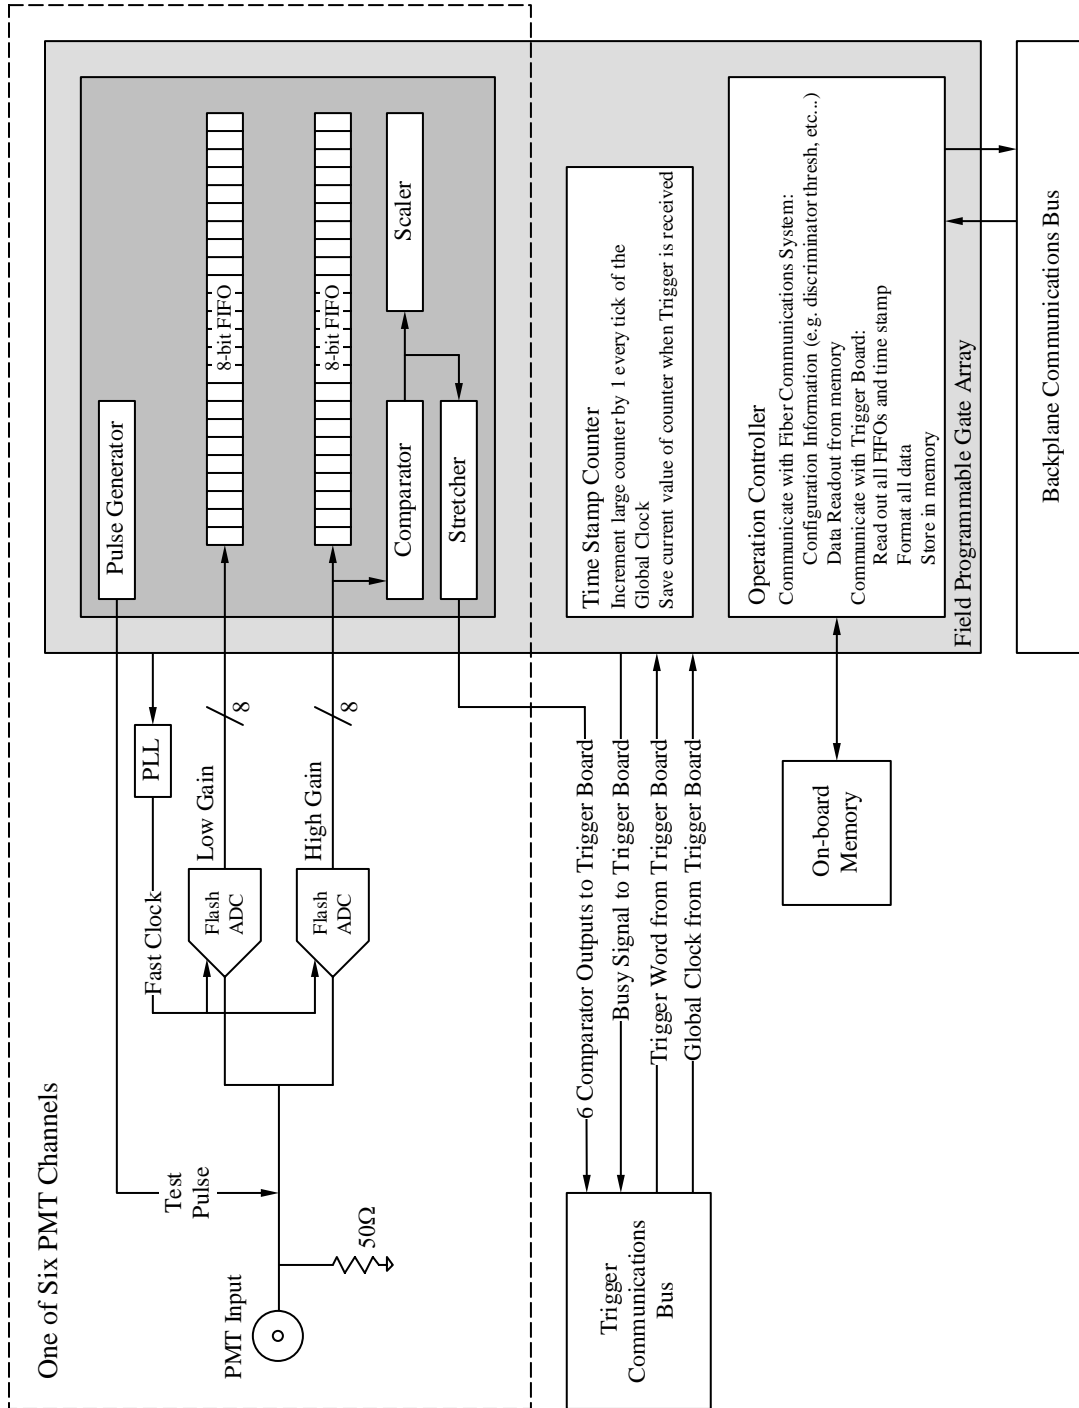 One of Six PMT Channels
PMT Input
50Ω
Test
Pulse
Fast Clock
PLL
Flash
ADC
Low Gain
8
Flash
ADC
High Gain
8
Pulse Generator
8-bit FIFO
8-bit FIFO
Comparator
Scaler
Stretcher
Trigger
Communications
Bus
6 Comparator Outputs to Trigger Board
Busy Signal to Trigger Board
Trigger Word from Trigger Board
Global Clock from Trigger Board
Time Stamp Counter
Increment large counter by 1 every tick of the
Global Clock
Save current value of counter when Trigger is received
On-board
Memory
Operation Controller
Communicate with Fiber Communications System:
Configuration Information (e.g. discriminator thresh, etc...)
Data Readout from memory
Communicate with Trigger Board:
Read out all FIFOs and time stamp
Format all data
Store in memory
Field Programmable Gate Array
Backplane Communications Bus